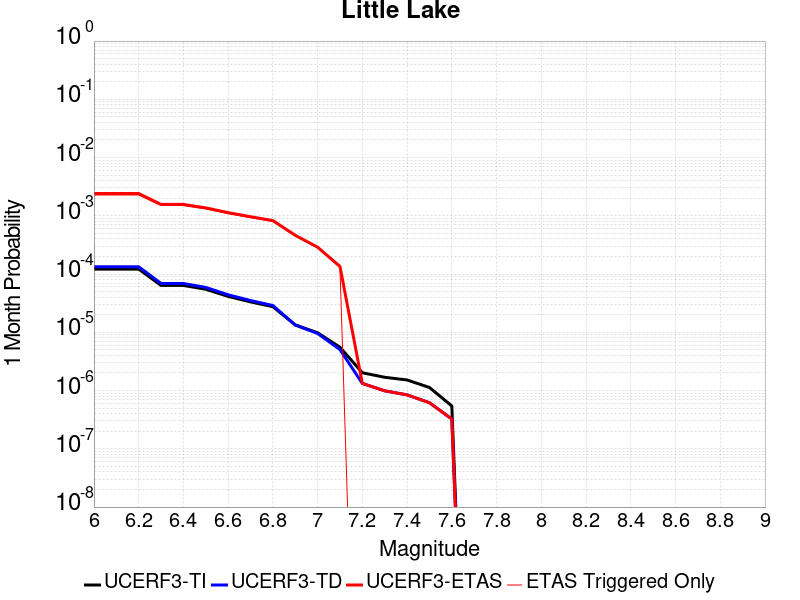 Little Lake
10 0
10 -1
10 -2
10 -3
10 -4
10 -5
10 -6
10 -7
10 -8
1 Month Probability
6 6.2 6.4 6.6 6.8 7 7.2 7.4 7.6 7.8 8 8.2 8.4 8.6 8.8 9
Magnitude
UCERF3-TI UCERF3-TD UCERF3-ETAS ETAS Triggered Only